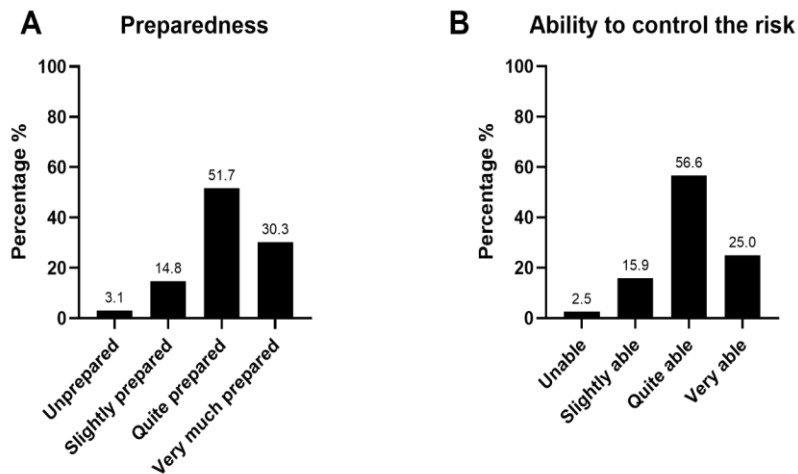 A Preparedness
Percentage %
100
80
60
40
20
0
3.1
14.8
51.7
30.3
Unprepared
Slightly prepared
Quite prepared
Very much prepared
B Ability to control the risk
Percentage %
100
80
60
40
20
0
2.5
15.9
56.6
25.0
Unable
Slightly able
Quite able
Very able